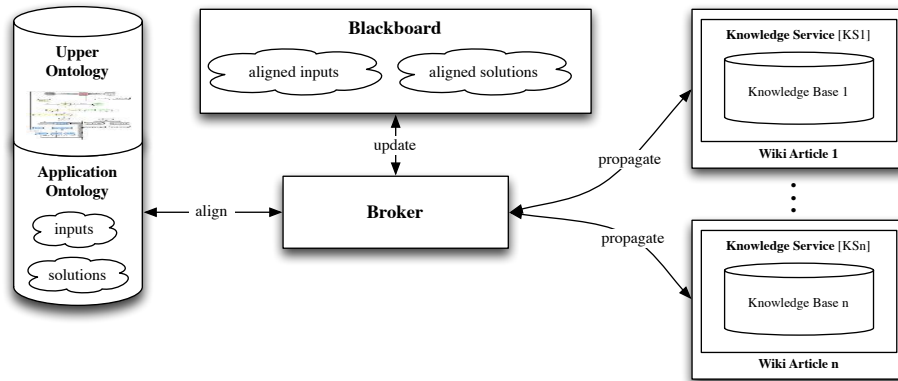 Upper
Ontology
Application
Ontology
inputs
solutions
align
Blackboard
aligned inputs
aligned solutions
update
Broker
propagate
propagate
Knowledge Service [KS1]
Knowledge Base 1
Wiki Article 1
Knowledge Service [KSn]
Knowledge Base n
Wiki Article n